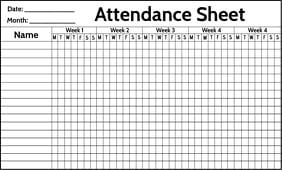 Date:
Attendance Sheet
Month:
Name Week 1 Week 2 Week 3 Week 4 Week 4
M T W T F S S M T W T F S S M T W T F S S M T W T F S S M T W T F S S